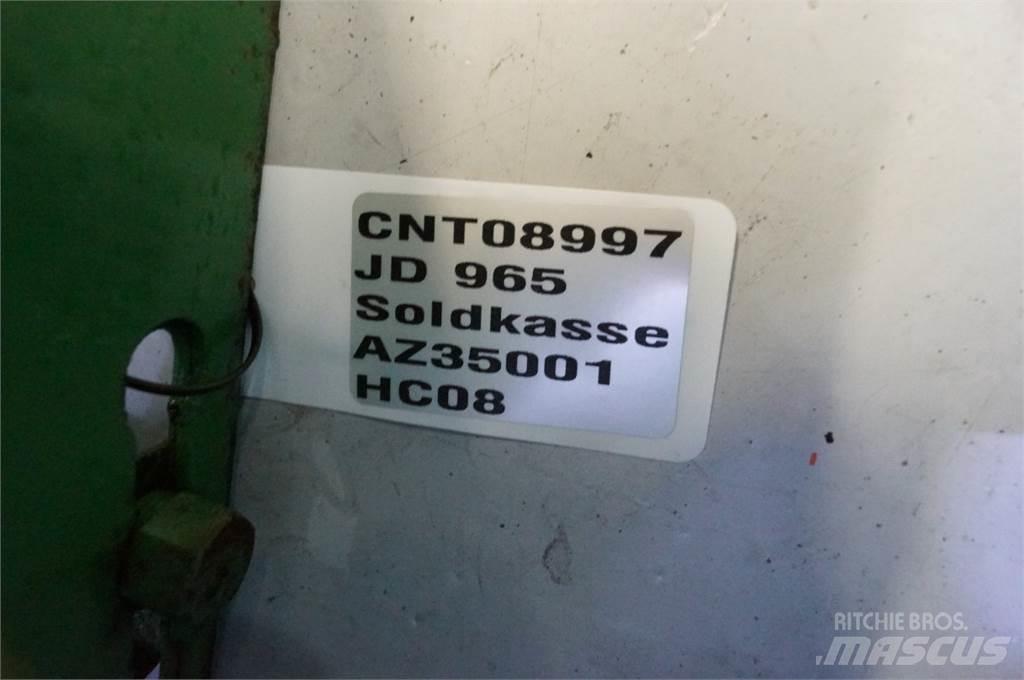 CNT08997
JD 965
Soldkasse
AZ35001
HC08
RITCHIE BROS.
MASCUS